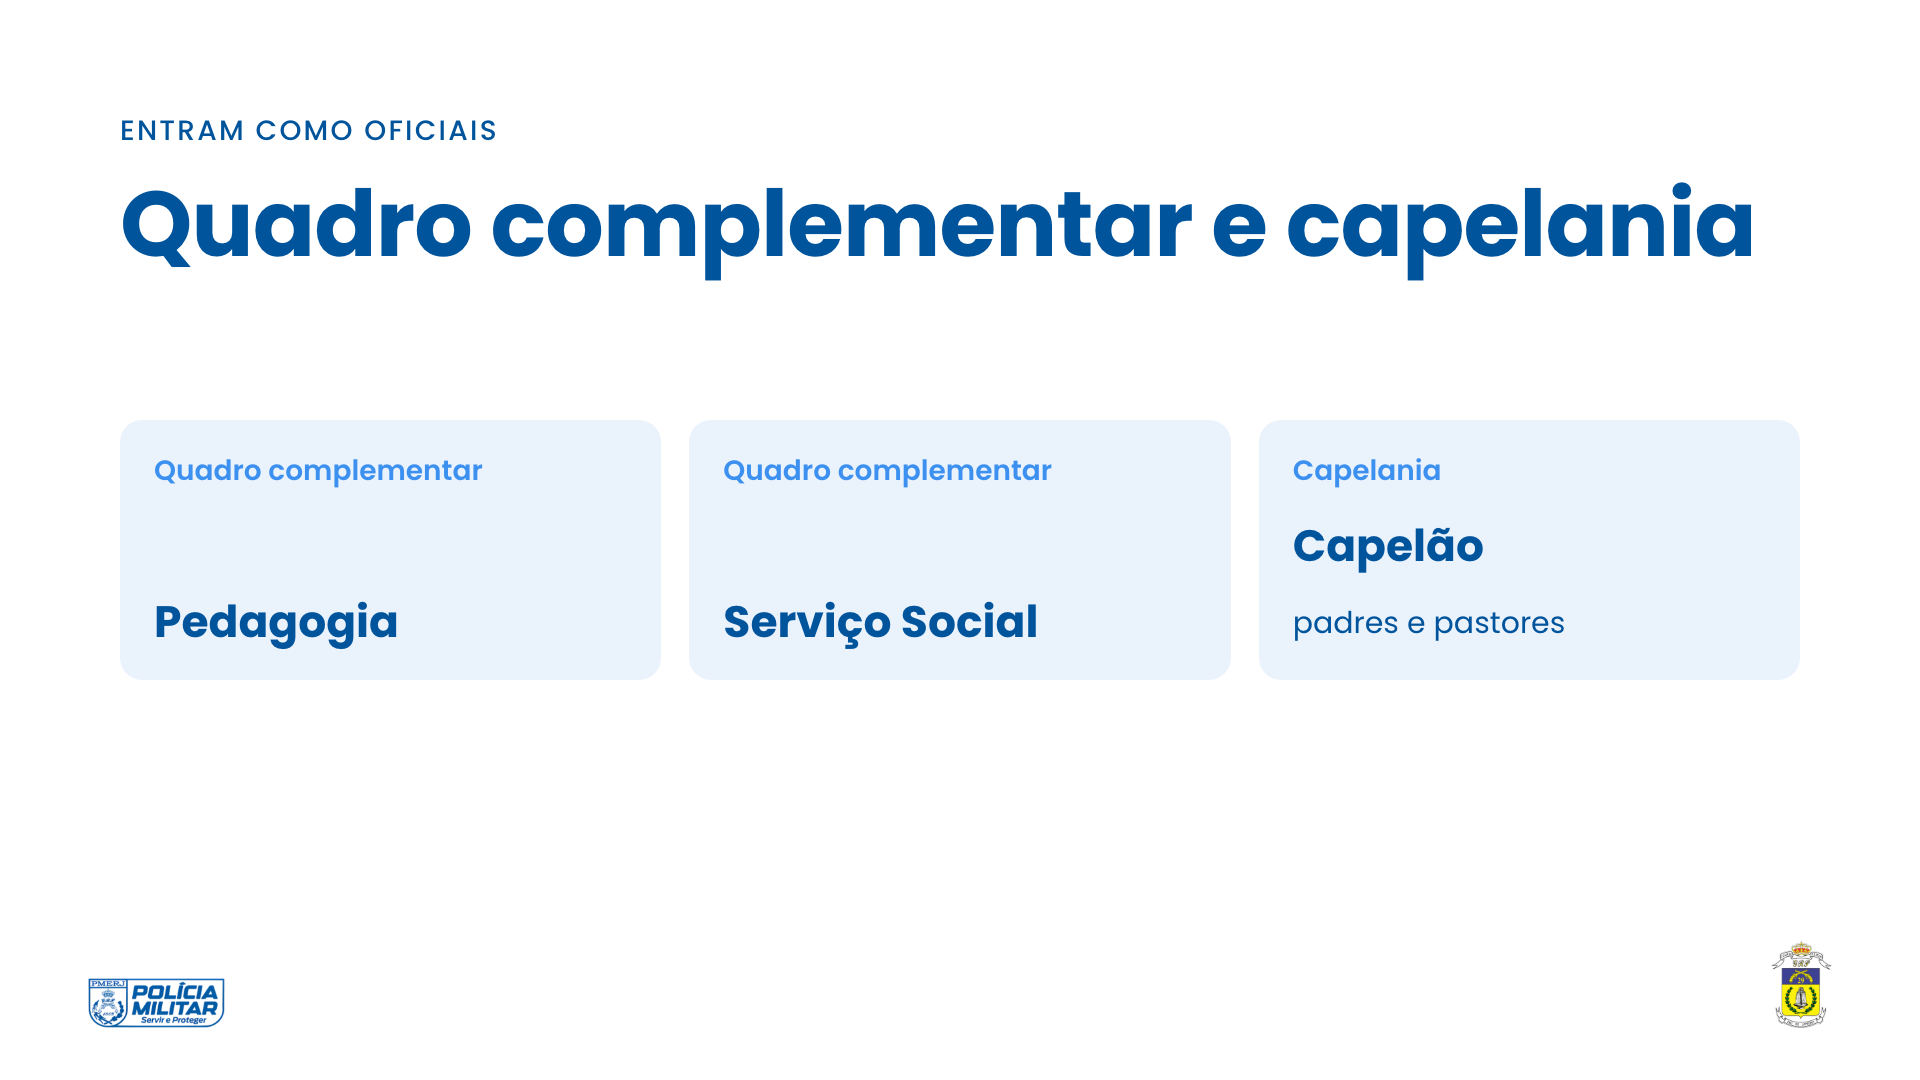 ENTRAM COMO OFICIAIS
Quadro complementar e capelania
Quadro complementar
Pedagogia
Quadro complementar
Serviço Social
Capelania
Capelão
padres e pastores
PMERJ
POLÍCIA
MILITAR
Servir e Proteger